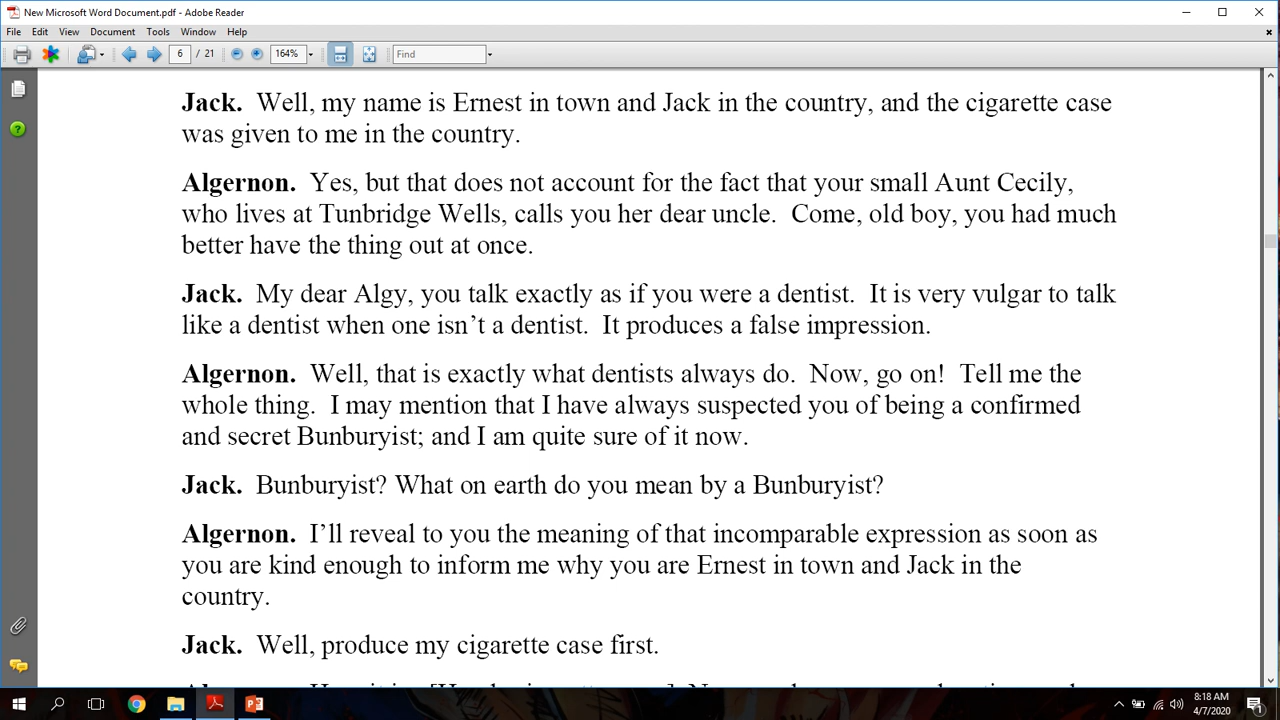 New Microsoft Word Document.pdf - Adobe Reader
File Edit View Document Tools Window Help
6 / 21 164% Find
Jack. Well, my name is Ernest in town and Jack in the country, and the cigarette case
was given to me in the country.
Algernon. Yes, but that does not account for the fact that your small Aunt Cecily,
who lives at Tunbridge Wells, calls you her dear uncle. Come, old boy, you had much
better have the thing out at once.
Jack. My dear Algy, you talk exactly as if you were a dentist. It is very vulgar to talk
like a dentist when one isn’t a dentist. It produces a false impression.
Algernon. Well, that is exactly what dentists always do. Now, go on! Tell me the
whole thing. I may mention that I have always suspected you of being a confirmed
and secret Bunburyist; and I am quite sure of it now.
Jack. Bunburyist? What on earth do you mean by a Bunburyist?
Algernon. I’ll reveal to you the meaning of that incomparable expression as soon as
you are kind enough to inform me why you are Ernest in town and Jack in the
country.
Jack. Well, produce my cigarette case first.
8:18 AM
4/7/2020